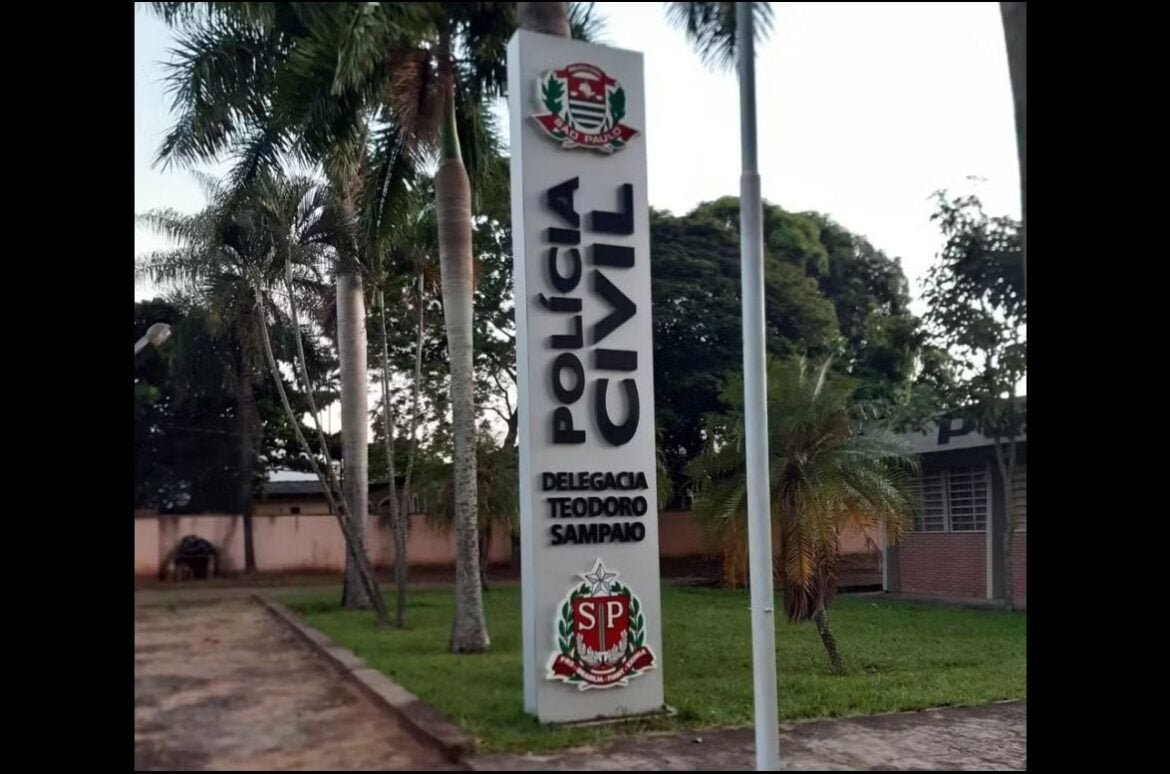 SÃO PAULO
POLÍCIA
CIVIL
DELEGACIA
TEODORO
SAMPAIO
SP
P